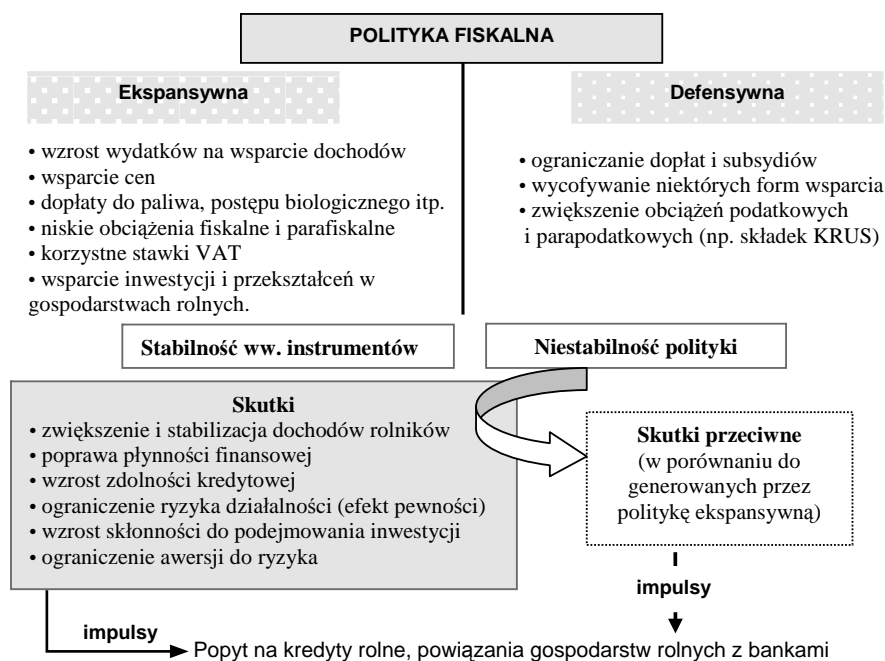 POLITYKA FISKALNA
Ekspansywna
• wzrost wydatków na wsparcie dochodów
• wsparcie cen
• dopłaty do paliwa, postępu biologicznego itp.
• niskie obciążenia fiskalne i parafiskalne
• korzystne stawki VAT
• wsparcie inwestycji i przekształceń w
gospodarstwach rolnych.
Defensywna
• ograniczanie dopłat i subsydiów
• wycofywanie niektórych form wsparcia
• zwiększenie obciążeń podatkowych
i parapodatkowych (np. składek KRUS)
Stabilność ww. instrumentów
Niestabilność polityki
Skutki
• zwiększenie i stabilizacja dochodów rolników
• poprawa płynności finansowej
• wzrost zdolności kredytowej
• ograniczenie ryzyka działalności (efekt pewności)
• wzrost skłonności do podejmowania inwestycji
• ograniczenie awersji do ryzyka
Skutki przeciwne
(w porównaniu do
generowanych przez
politykę ekspansywną)
impulsy
impulsy
Popyt na kredyty rolne, powiązania gospodarstw rolnych z bankami